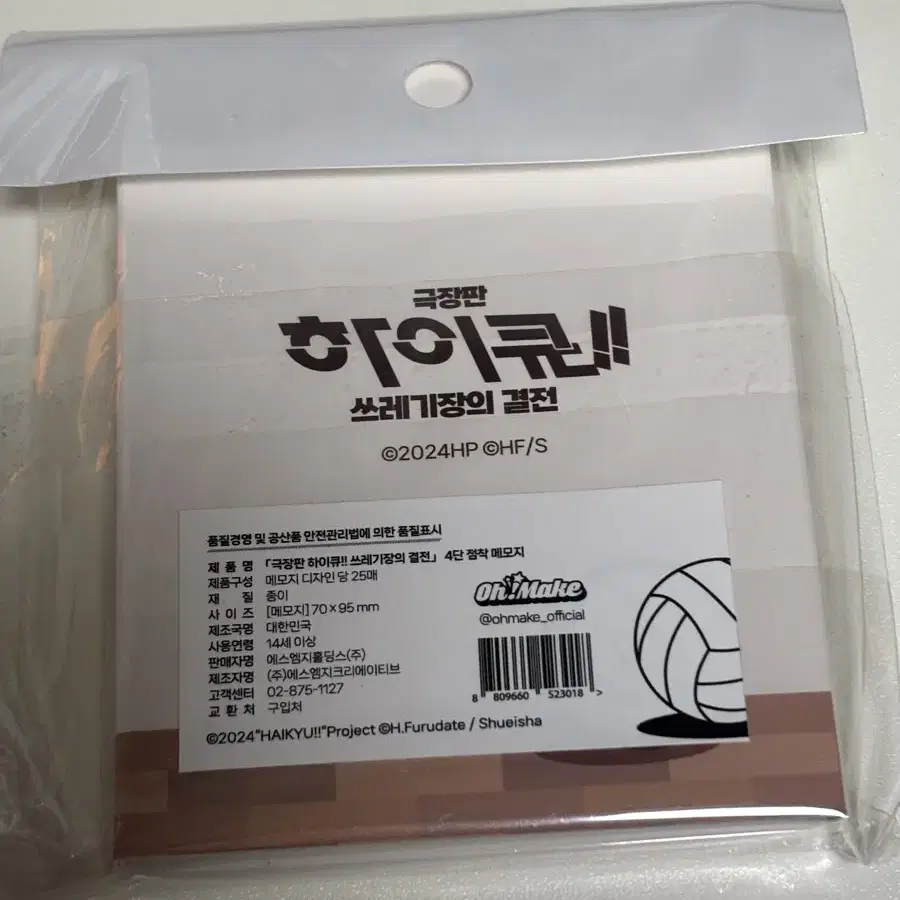 극장판
하이큐!!
쓰레기장의 결전
©2024HP ©HF/S
품질경영 및 공산품 안전관리법에 의한 품질표시
제 품 명 「극장판 하이큐!! 쓰레기장의 결전」 4단 점착 메모지
제품구성 메모지 디자인 당 25매
재 질 종이
사 이 즈 [메모지] 70 x 95 mm
제조국명 대한민국
사용연령 14세 이상
판매자명 에스엠지홀딩스(주)
제조자명 (주)에스엠지크리에이티브
고객센터 02-875-1127
교 환 처 구입처
Oh!Make
@ohmake_official
8 809660 523018 >
©2024"HAIKYU!!"Project ©H.Furudate / Shueisha